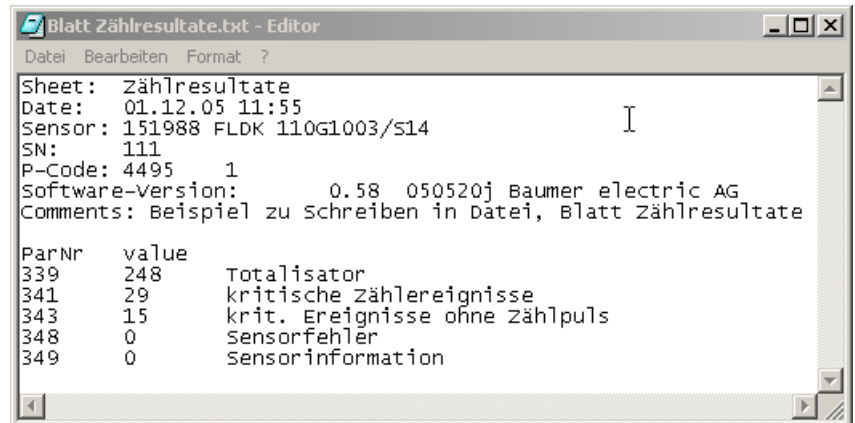 Blatt Zählresultate.txt - Editor
Datei Bearbeiten Format ?
Sheet: Zählresultate
Date: 01.12.05 11:55
Sensor: 151988 FLDK 110G1003/S14
SN: 111
P-Code: 4495 1
Software-Version: 0.58 050520j Baumer electric AG
Comments: Beispiel zu Schreiben in Datei, Blatt Zählresultate
ParNr value
339 248 Totalisator
341 29 kritische Zählereignisse
343 15 krit. Ereignisse ohne Zählpuls
348 0 Sensorfehler
349 0 Sensorinformation